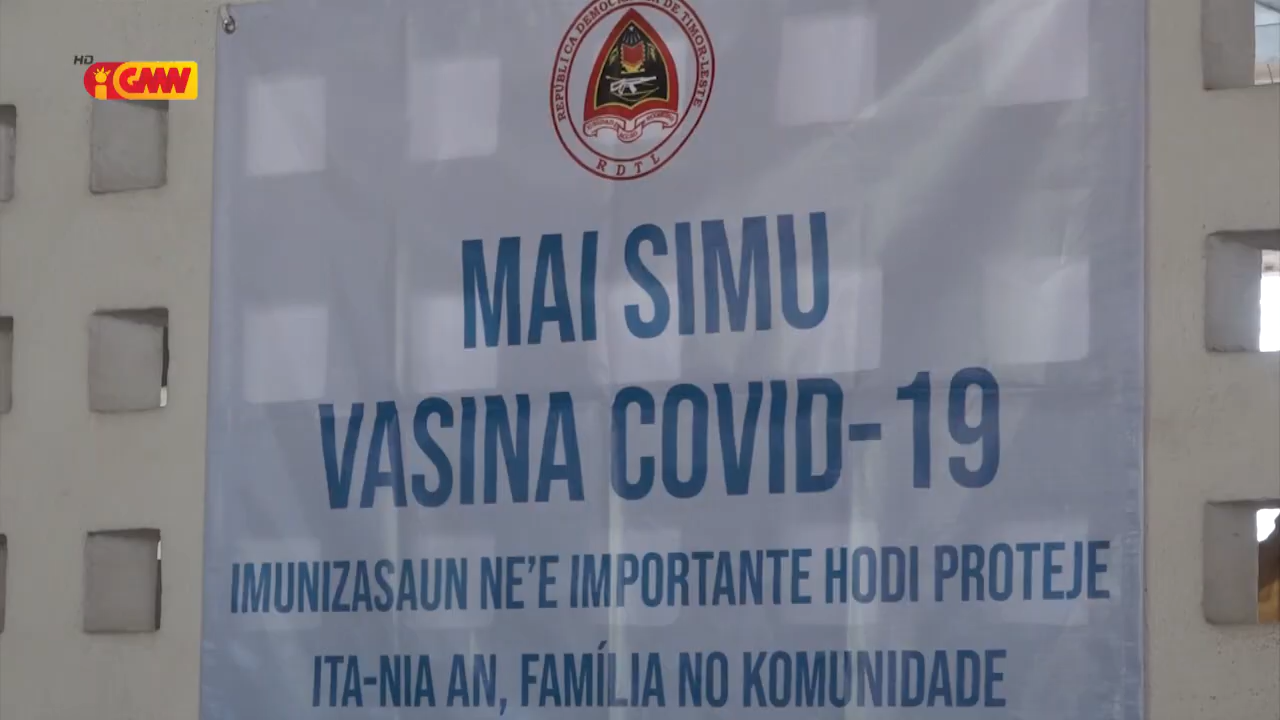 HD
GMN
REPÚBLICA DEMOCRÁTICA DE TIMOR-LESTE
RDTL
MAI SIMU
VASINA COVID-19
IMUNIZASAUN NE'E IMPORTANTE HODI PROTEJE
ITA-NIA AN, FAMÍLIA NO KOMUNIDADE